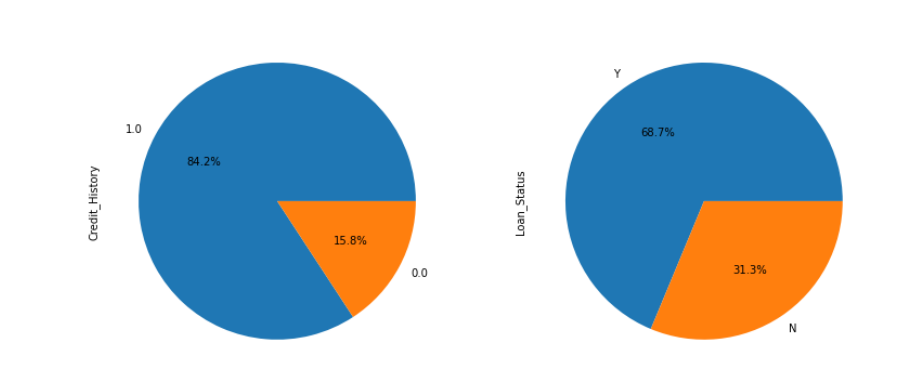 Credit_History
1.0
84.2%
15.8%
0.0
Loan_Status
Y
68.7%
31.3%
N